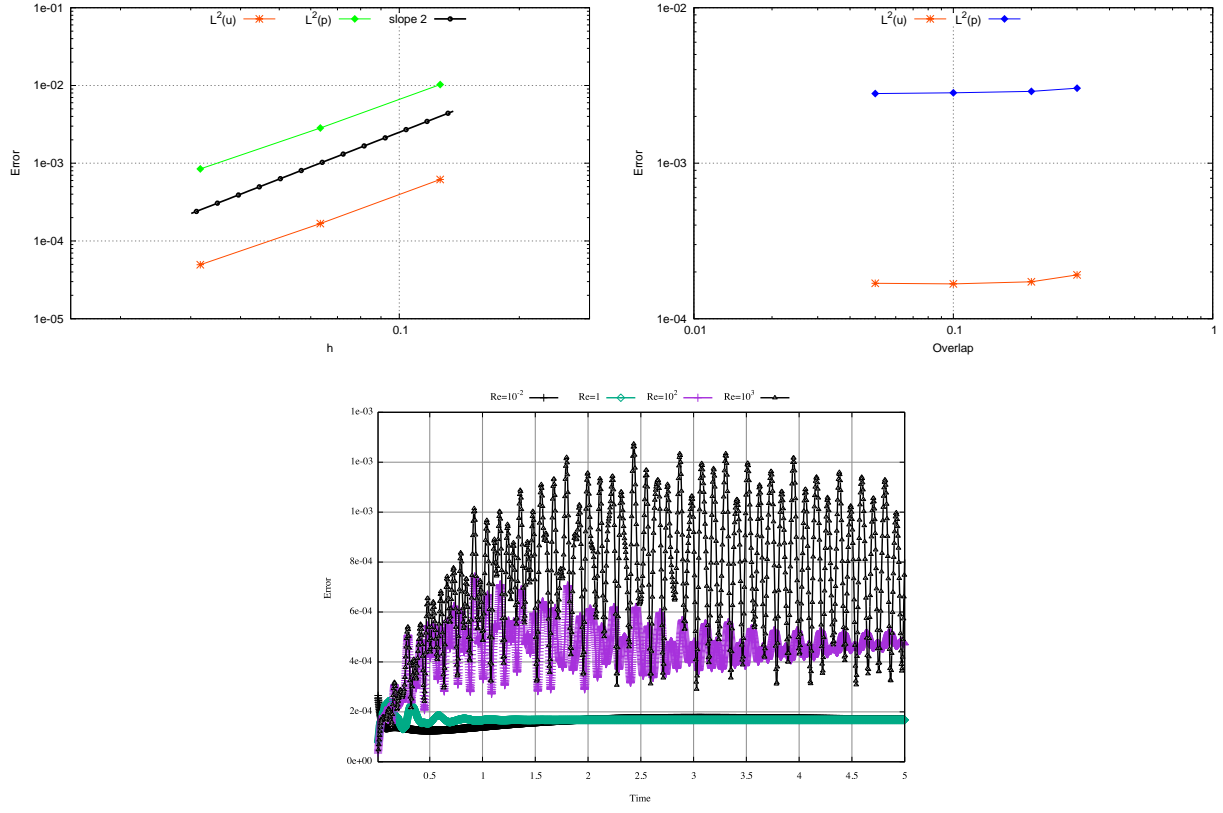 L²(u) L²(p) slope 2
1e-01
1e-02
1e-03
1e-04
1e-05
Error
0.1
h
L²(u) L²(p)
1e-02
1e-03
1e-04
Error
0.01 0.1 1
Overlap
Re=10⁻² Re=1 Re=10² Re=10³
1e-03
1e-03
1e-03
8e-04
6e-04
4e-04
2e-04
0e+00
Error
0.5 1 1.5 2 2.5 3 3.5 4 4.5 5
Time